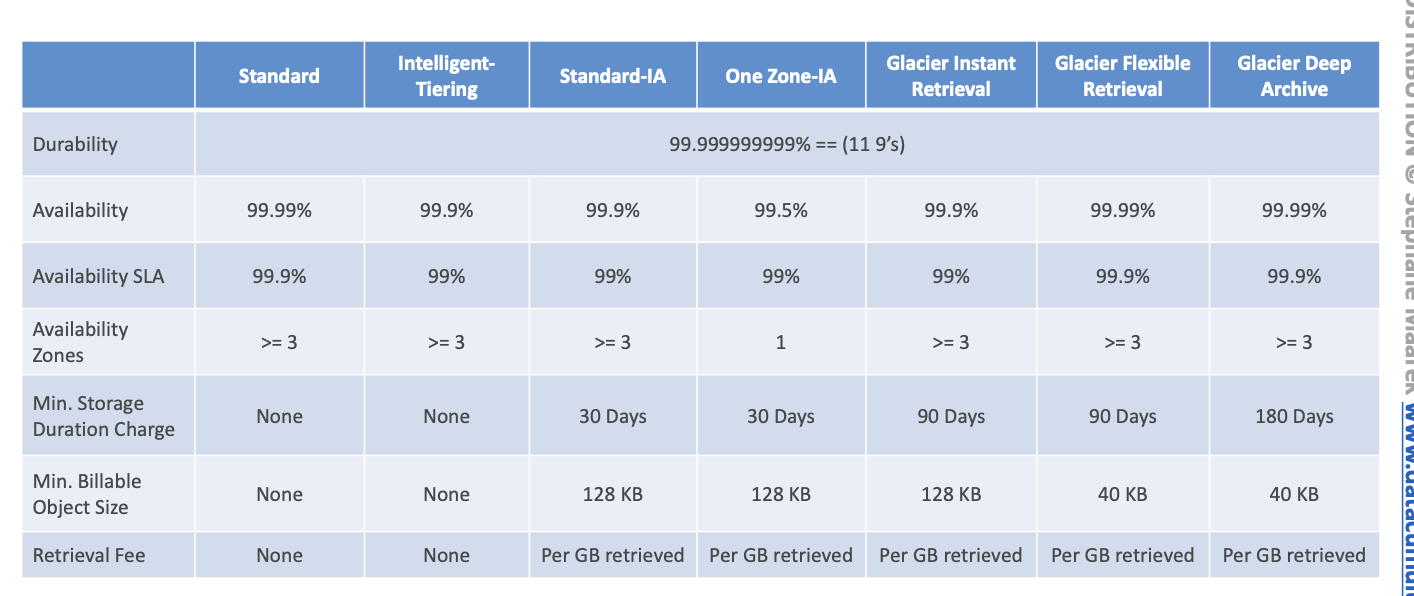 Standard
Intelligent-
Tiering
Standard-IA
One Zone-IA
Glacier Instant
Retrieval
Glacier Flexible
Retrieval
Glacier Deep
Archive
Durability
99.999999999% == (11 9’s)
Availability
99.99%
99.9%
99.9%
99.5%
99.9%
99.99%
99.99%
Availability SLA
99.9%
99%
99%
99%
99%
99.9%
99.9%
Availability
Zones
>= 3
>= 3
>= 3
1
>= 3
>= 3
>= 3
Min. Storage
Duration Charge
None
None
30 Days
30 Days
90 Days
90 Days
180 Days
Min. Billable
Object Size
None
None
128 KB
128 KB
128 KB
40 KB
40 KB
Retrieval Fee
None
None
Per GB retrieved
Per GB retrieved
Per GB retrieved
Per GB retrieved
Per GB retrieved
© Stephane Maarek